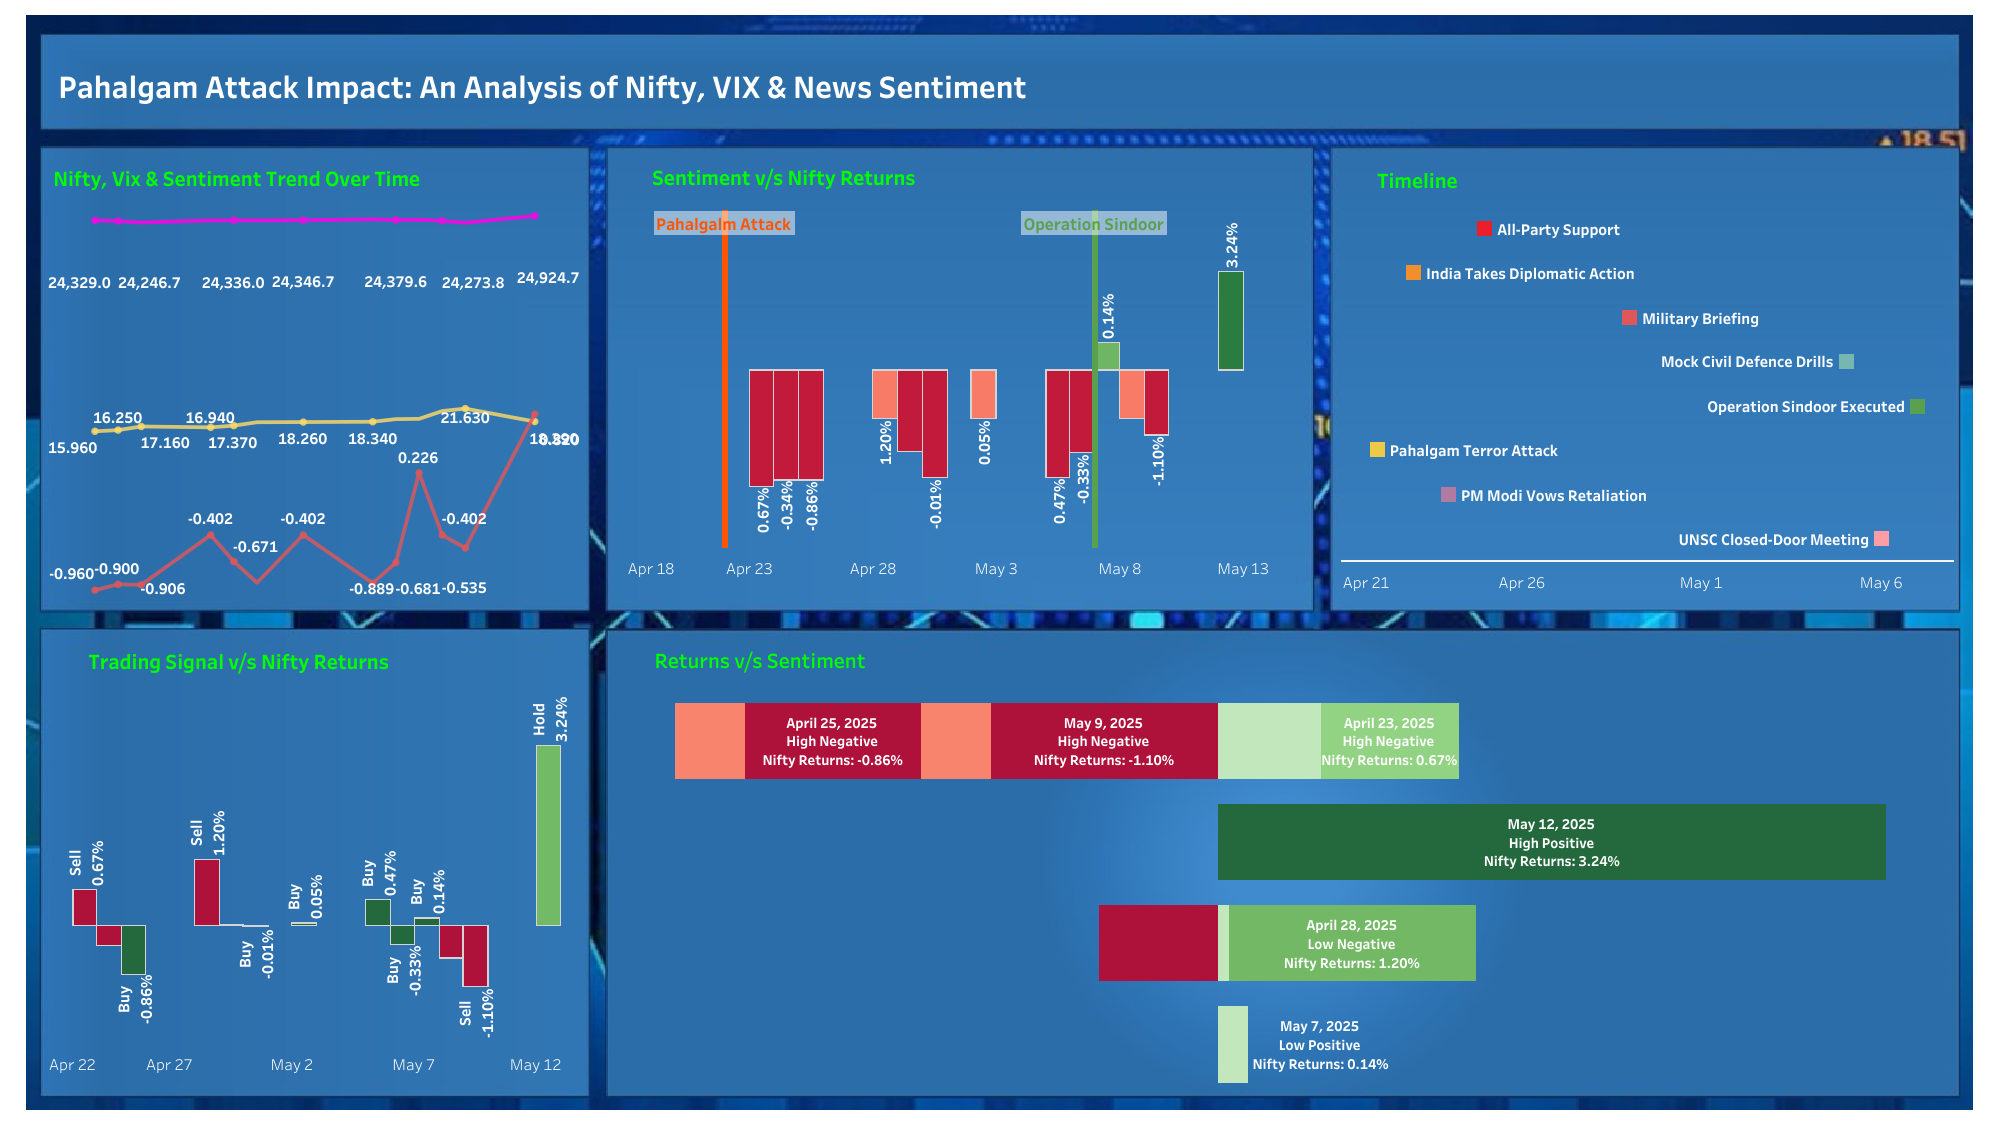 Pahalgam Attack Impact: An Analysis of Nifty, VIX & News Sentiment
18.51
Nifty, Vix & Sentiment Trend Over Time
24,329.0 24,246.7 24,336.0 24,346.7 24,379.6 24,273.8 24,924.7
16.250 16.940 21.630
15.960 17.160 17.370 18.260 18.340
0.226
-0.402 -0.402 -0.402
-0.671
-0.960 -0.900
-0.906 -0.889 -0.681 -0.535
Sentiment v/s Nifty Returns
Pahalgalm Attack
Operation Sindoor
0.67%
-0.34%
-0.86%
1.20%
-0.01%
0.05%
0.47%
-0.33%
0.14%
-1.10%
3.24%
Apr 18 Apr 23 Apr 28 May 3 May 8 May 13
Timeline
All-Party Support
India Takes Diplomatic Action
Military Briefing
Mock Civil Defence Drills
Operation Sindoor Executed
Pahalgam Terror Attack
PM Modi Vows Retaliation
UNSC Closed-Door Meeting
Apr 21 Apr 26 May 1 May 6
Trading Signal v/s Nifty Returns
Sell
0.67%
Buy
-0.86%
Sell
1.20%
Buy
-0.01%
Buy
0.05%
Buy
0.47%
Buy
-0.33%
Buy
0.14%
Sell
-1.10%
Hold
3.24%
Apr 22 Apr 27 May 2 May 7 May 12
Returns v/s Sentiment
April 25, 2025
High Negative
Nifty Returns: -0.86%
May 9, 2025
High Negative
Nifty Returns: -1.10%
April 23, 2025
High Negative
Nifty Returns: 0.67%
May 12, 2025
High Positive
Nifty Returns: 3.24%
April 28, 2025
Low Negative
Nifty Returns: 1.20%
May 7, 2025
Low Positive
Nifty Returns: 0.14%